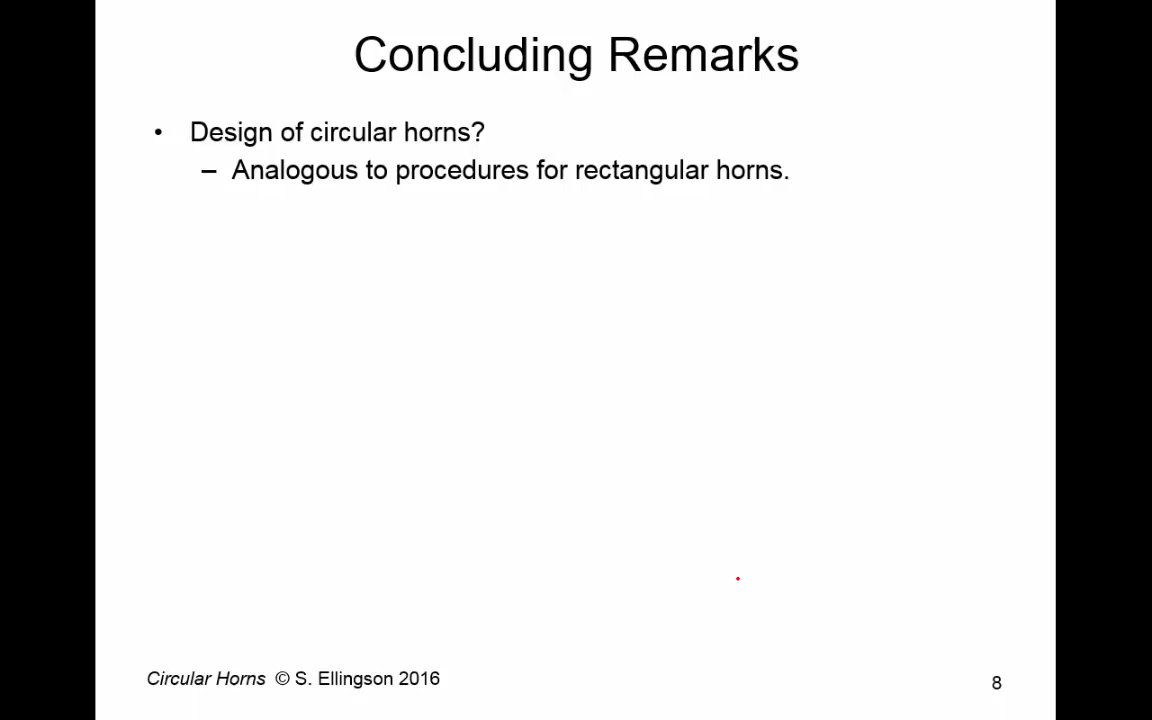 Concluding Remarks
• Design of circular horns?
– Analogous to procedures for rectangular horns.
Circular Horns © S. Ellingson 2016
8